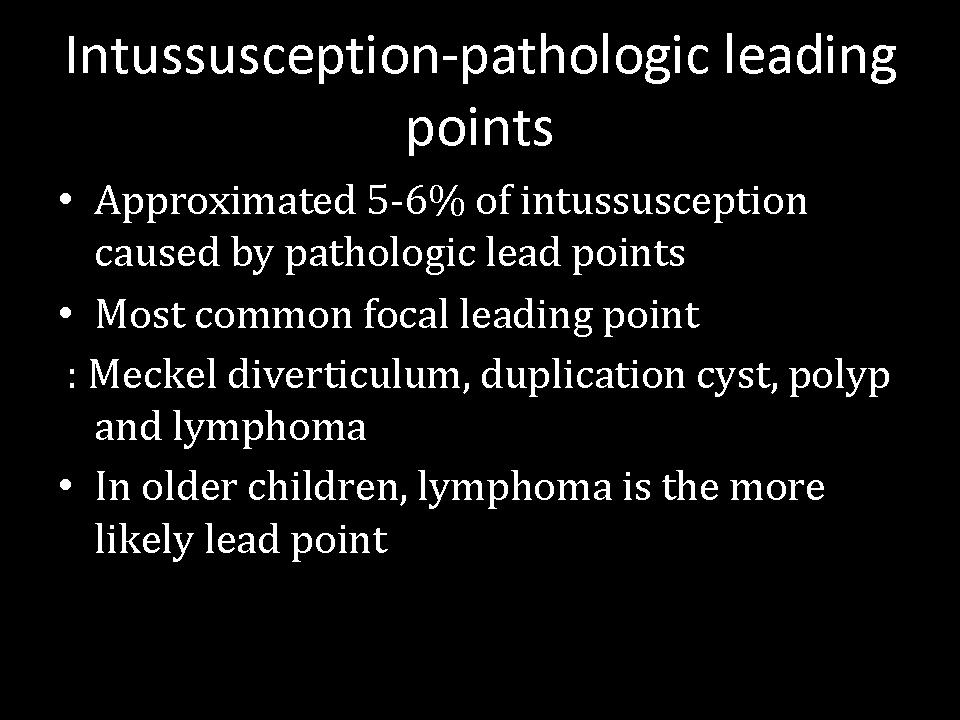 Intussusception-pathologic leading
points
• Approximated 5-6% of intussusception
caused by pathologic lead points
• Most common focal leading point
: Meckel diverticulum, duplication cyst, polyp
and lymphoma
• In older children, lymphoma is the more
likely lead point